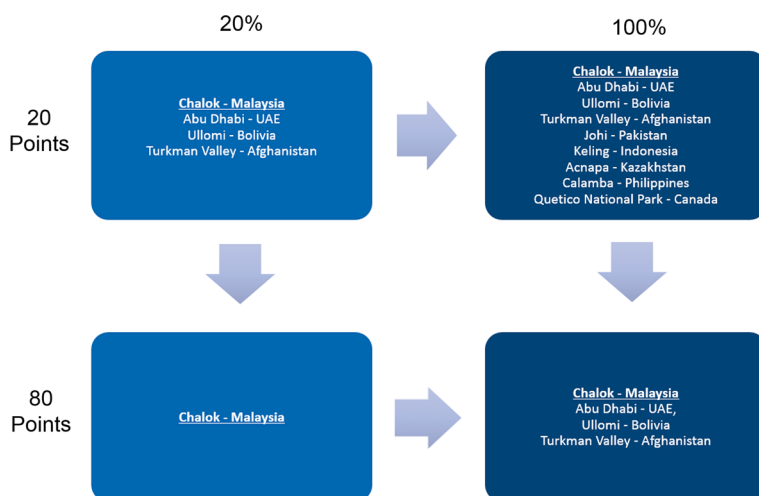 20%
100%
20
Points
Chalok - Malaysia
Abu Dhabi - UAE
Ullomi - Bolivia
Turkman Valley - Afghanistan
Chalok - Malaysia
Abu Dhabi - UAE
Ullomi - Bolivia
Turkman Valley - Afghanistan
Johi - Pakistan
Keling - Indonesia
Acnapa - Kazakhstan
Calamba - Philippines
Quetico National Park - Canada
80
Points
Chalok - Malaysia
Chalok - Malaysia
Abu Dhabi - UAE,
Ullomi - Bolivia
Turkman Valley - Afghanistan